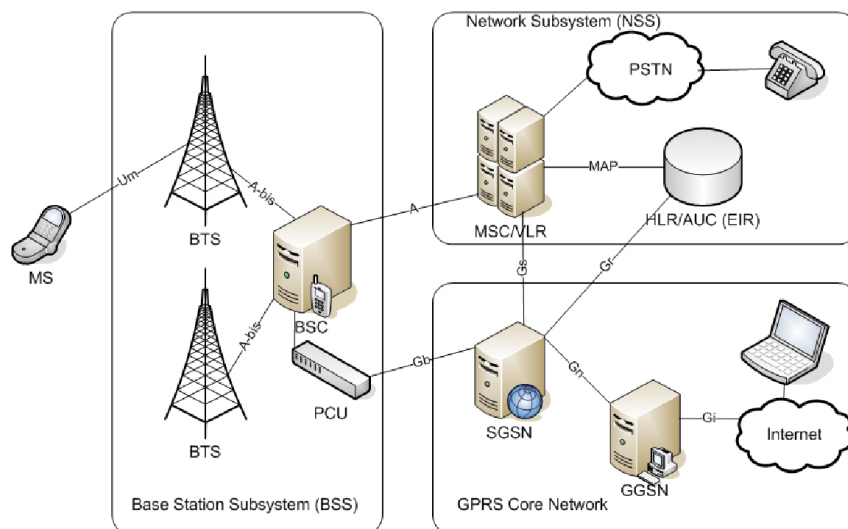 Network Subsystem (NSS)
PSTN
Um
A-bis
MAP
BTS
A
MSC/VLR
HLR/AUC (EIR)
MS
Gs
Gr
BSC
A-bis
Gb
PCU
Gn
SGSN
Gi
Internet
BTS
GGSN
Base Station Subsystem (BSS)
GPRS Core Network